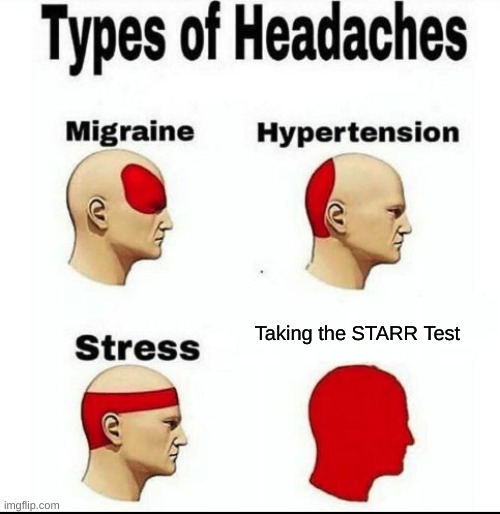 Types of Headaches
Migraine
Hypertension
Stress
Taking the STARR Test
imgflip.com